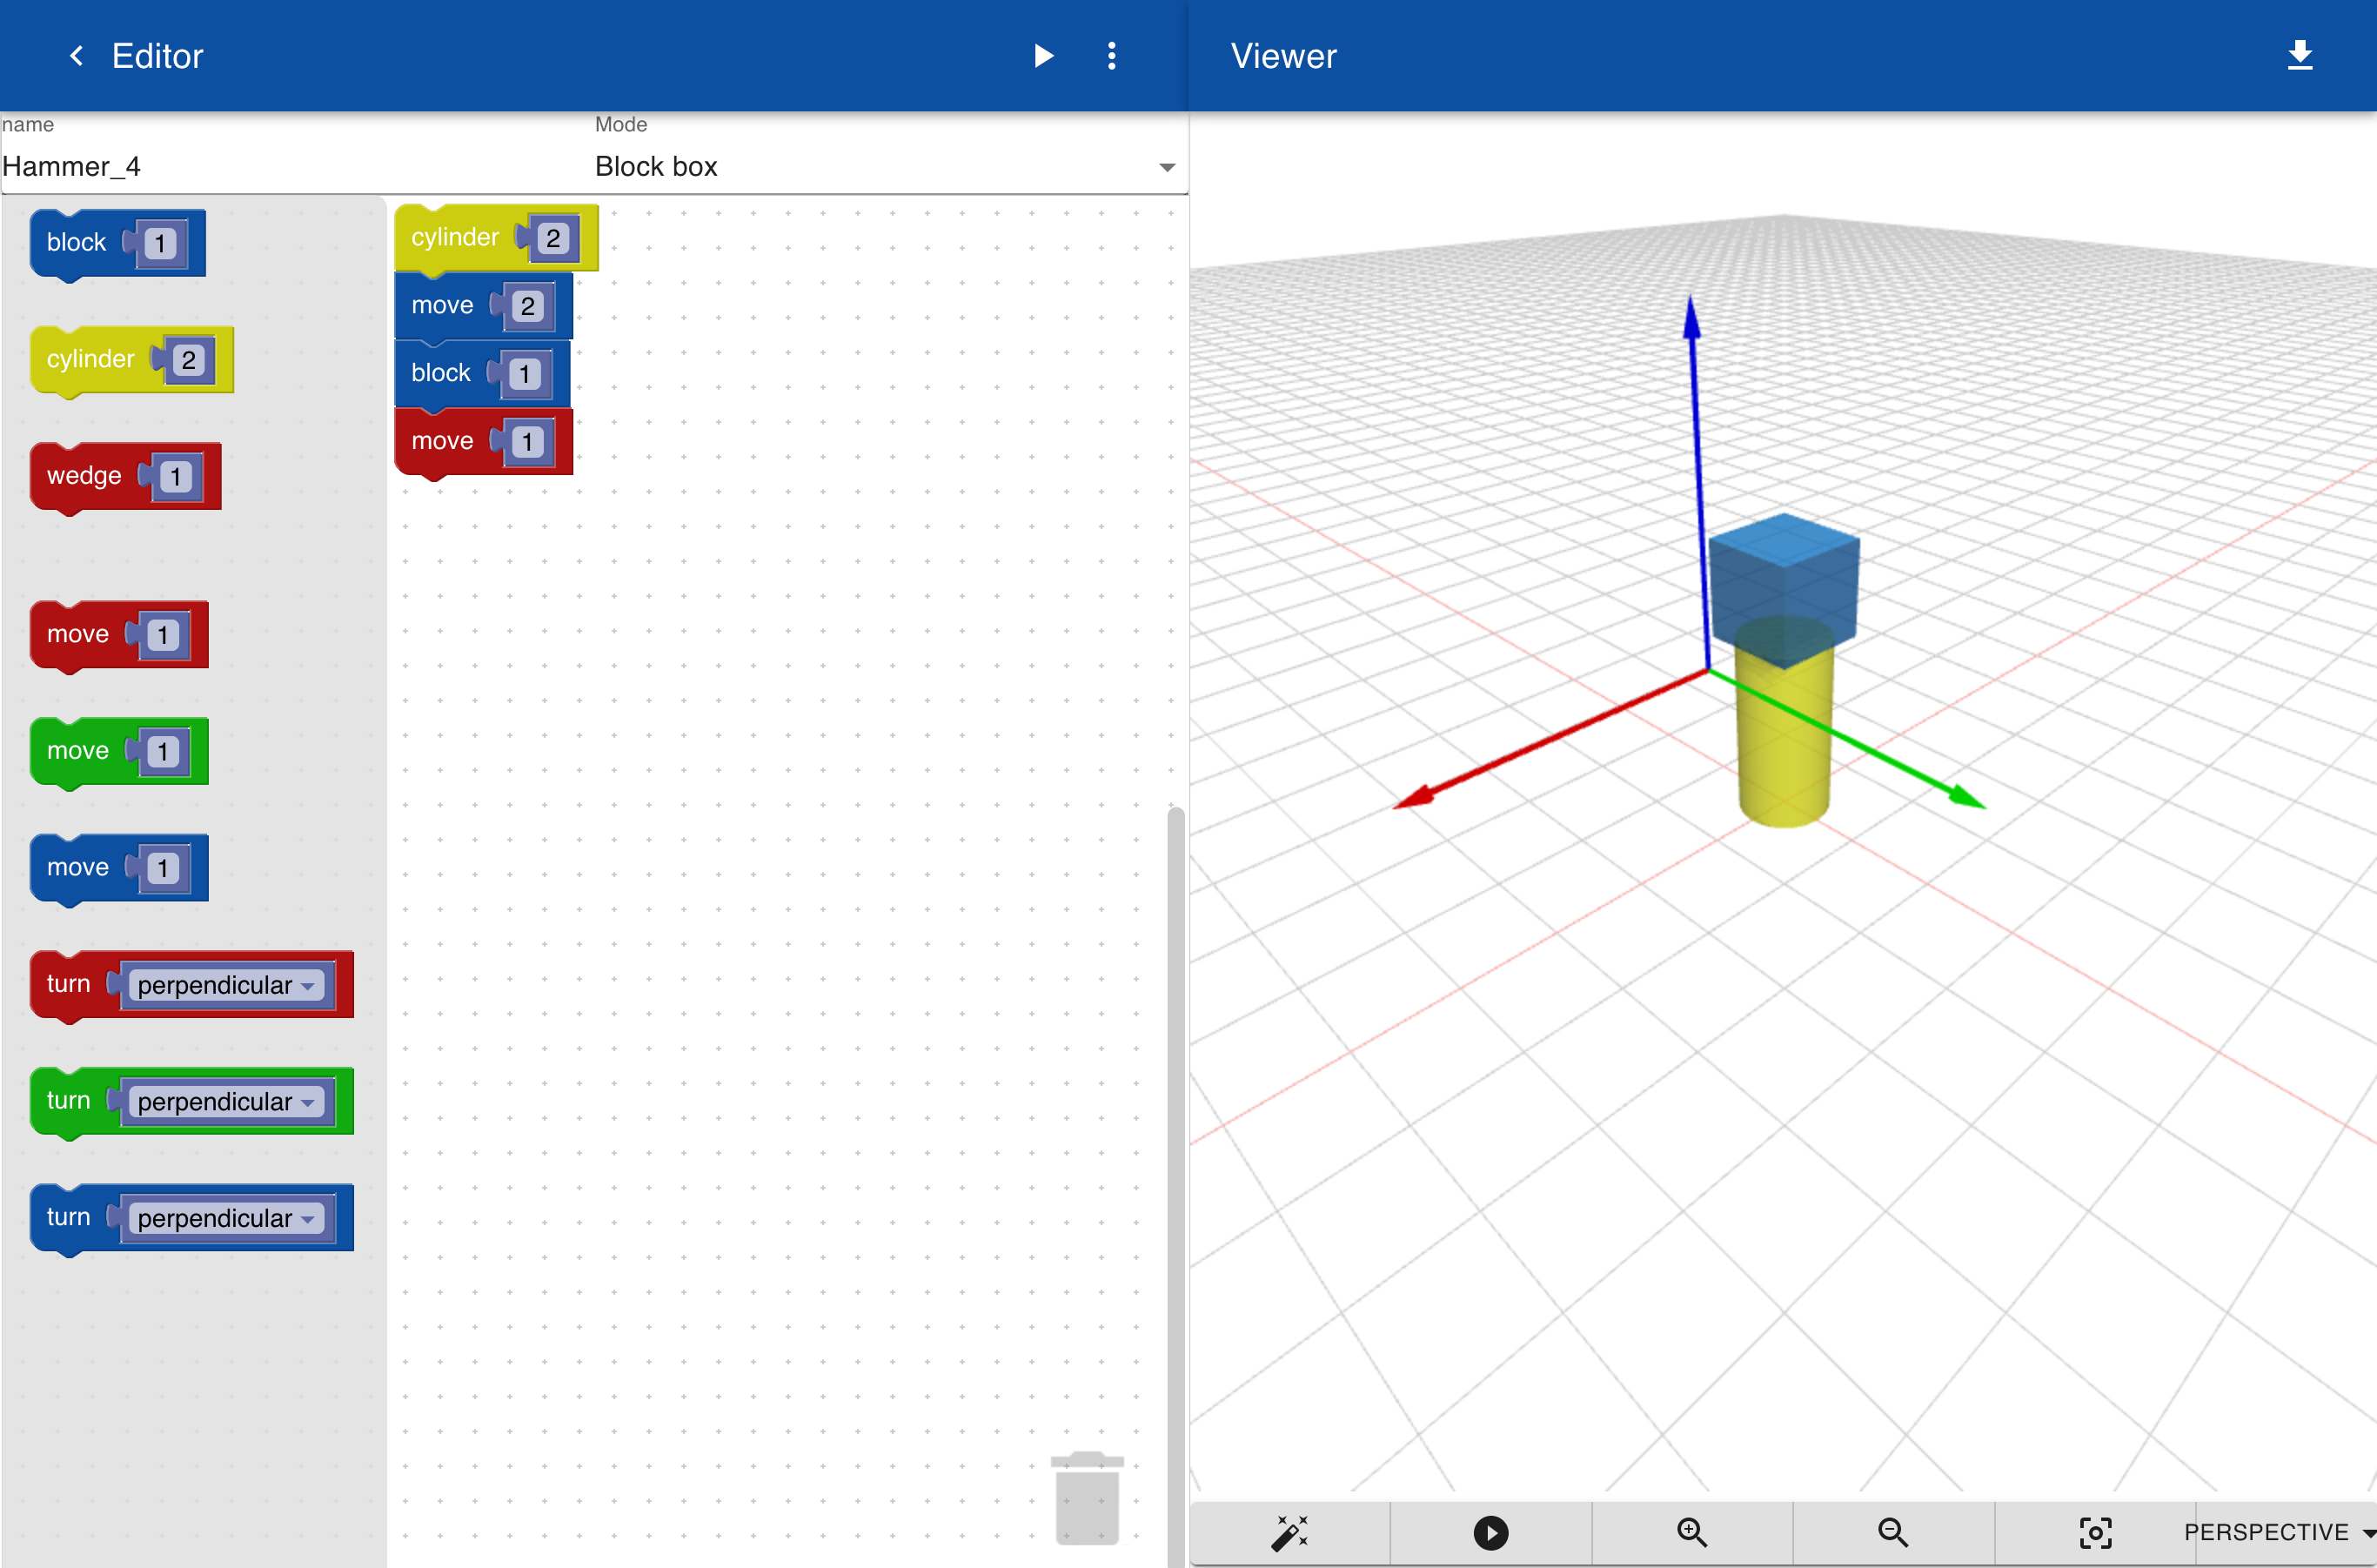 Editor
Viewer
name
Mode
Hammer_4
Block box
block 1
cylinder 2
wedge 1
move 1
move 1
move 1
turn perpendicular
turn perpendicular
turn perpendicular
cylinder 2
move 2
block 1
move 1
PERSPECTIVE